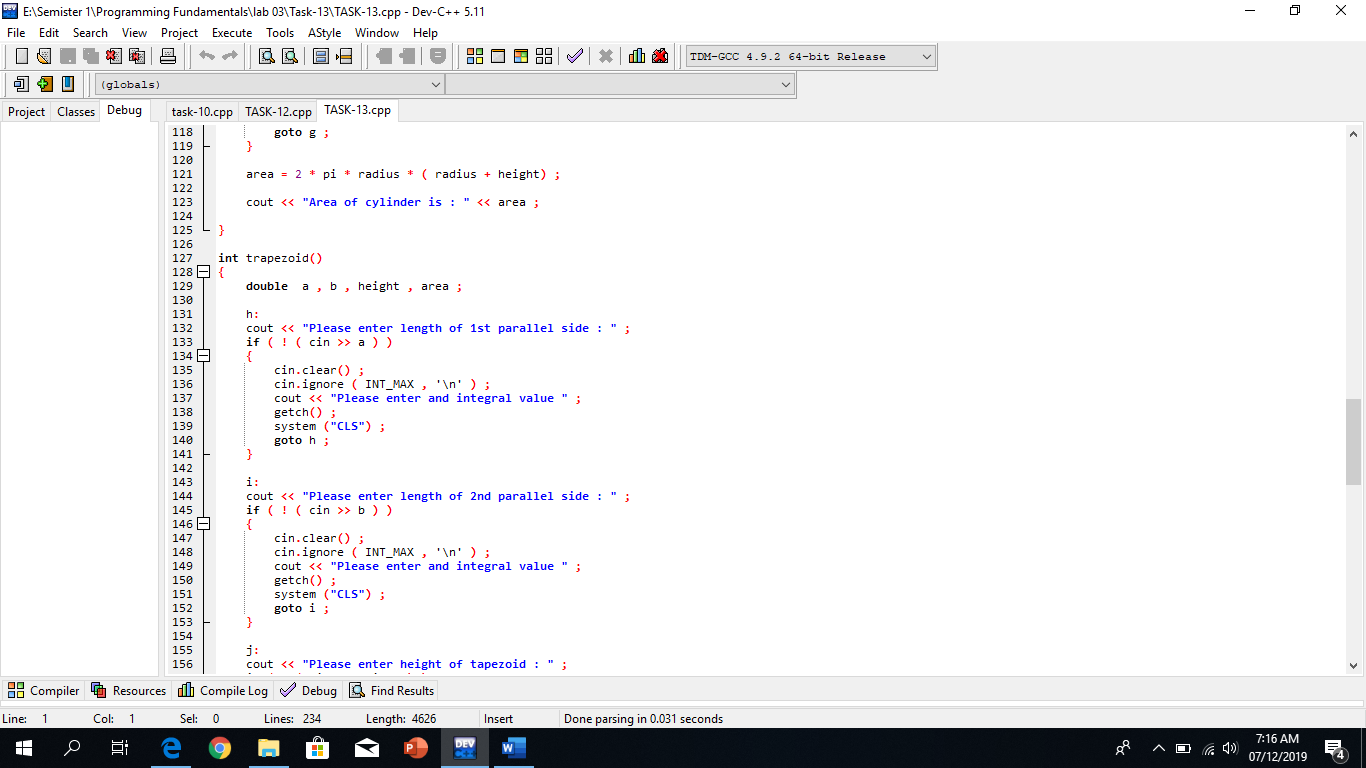 E:\Semister 1\Programming Fundamentals\lab 03\Task-13\TASK-13.cpp - Dev-C++ 5.11
File Edit Search View Project Execute Tools AStyle Window Help
TDM-GCC 4.9.2 64-bit Release
(globals)
Project Classes Debug
task-10.cpp TASK-12.cpp TASK-13.cpp
118 goto g ;
119 }
120
121 area = 2 * pi * radius * ( radius + height) ;
122
123 cout << "Area of cylinder is : " << area ;
124
125 }
126
127 int trapezoid()
128 {
129 double  a , b , height , area ;
130
131 h:
132 cout << "Please enter length of 1st parallel side : " ;
133 if ( ! ( cin >> a ) )
134 {
135 cin.clear() ;
136 cin.ignore ( INT_MAX , '\n' ) ;
137 cout << "Please enter and integral value " ;
138 getch() ;
139 system ("CLS") ;
140 goto h ;
141 }
142
143 i:
144 cout << "Please enter length of 2nd parallel side : " ;
145 if ( ! ( cin >> b ) )
146 {
147 cin.clear() ;
148 cin.ignore ( INT_MAX , '\n' ) ;
149 cout << "Please enter and integral value " ;
150 getch() ;
151 system ("CLS") ;
152 goto i ;
153 }
154
155 j:
156 cout << "Please enter height of tapezoid : " ;
Compiler Resources Compile Log Debug Find Results
Line: 1 Col: 1 Sel: 0 Lines: 234 Length: 4626 Insert Done parsing in 0.031 seconds
7:16 AM
07/12/2019
4